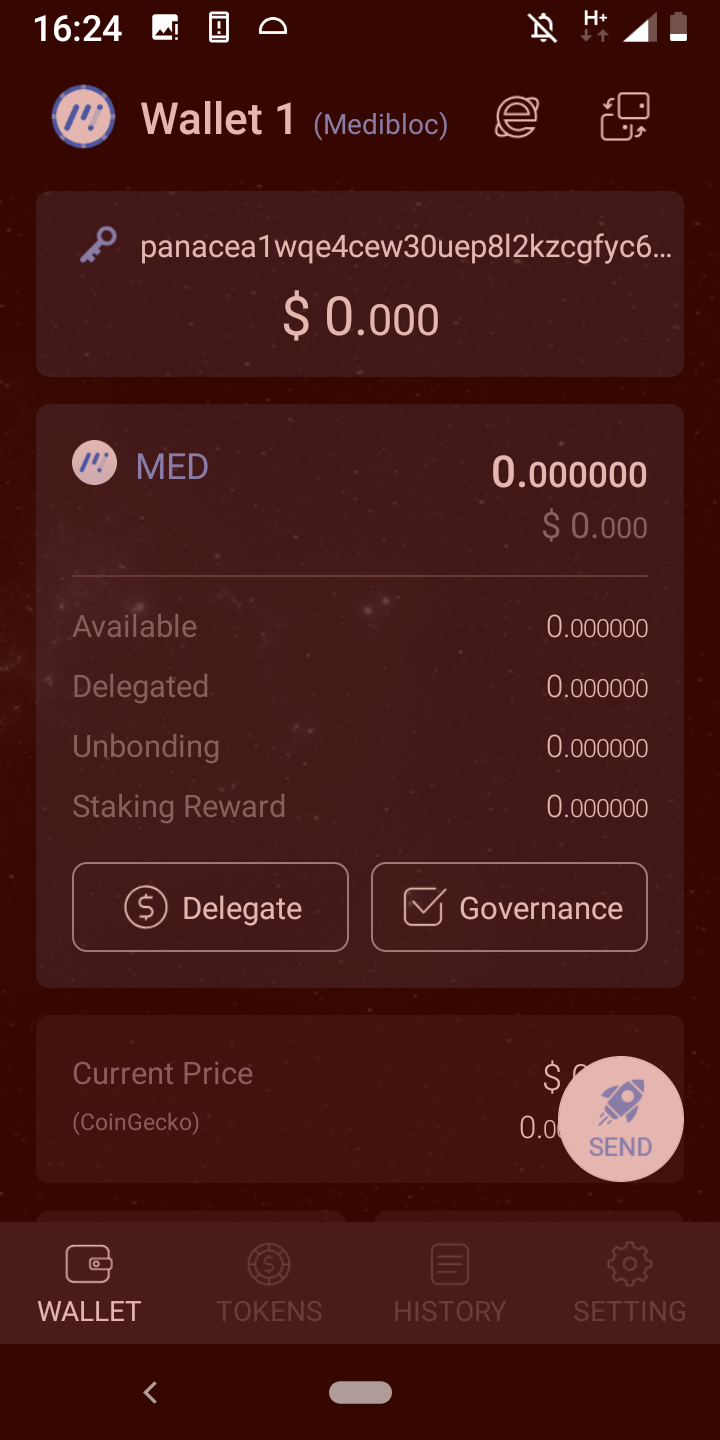 16:24
H+
Wallet 1 (Medibloc)
panacea1wqe4cew30uep8l2kzcgfyc6...
$ 0.000
MED 0.000000
$ 0.000
Available 0.000000
Delegated 0.000000
Unbonding 0.000000
Staking Reward 0.000000
Delegate Governance
Current Price $
(CoinGecko) 0.0
SEND
WALLET TOKENS HISTORY SETTING